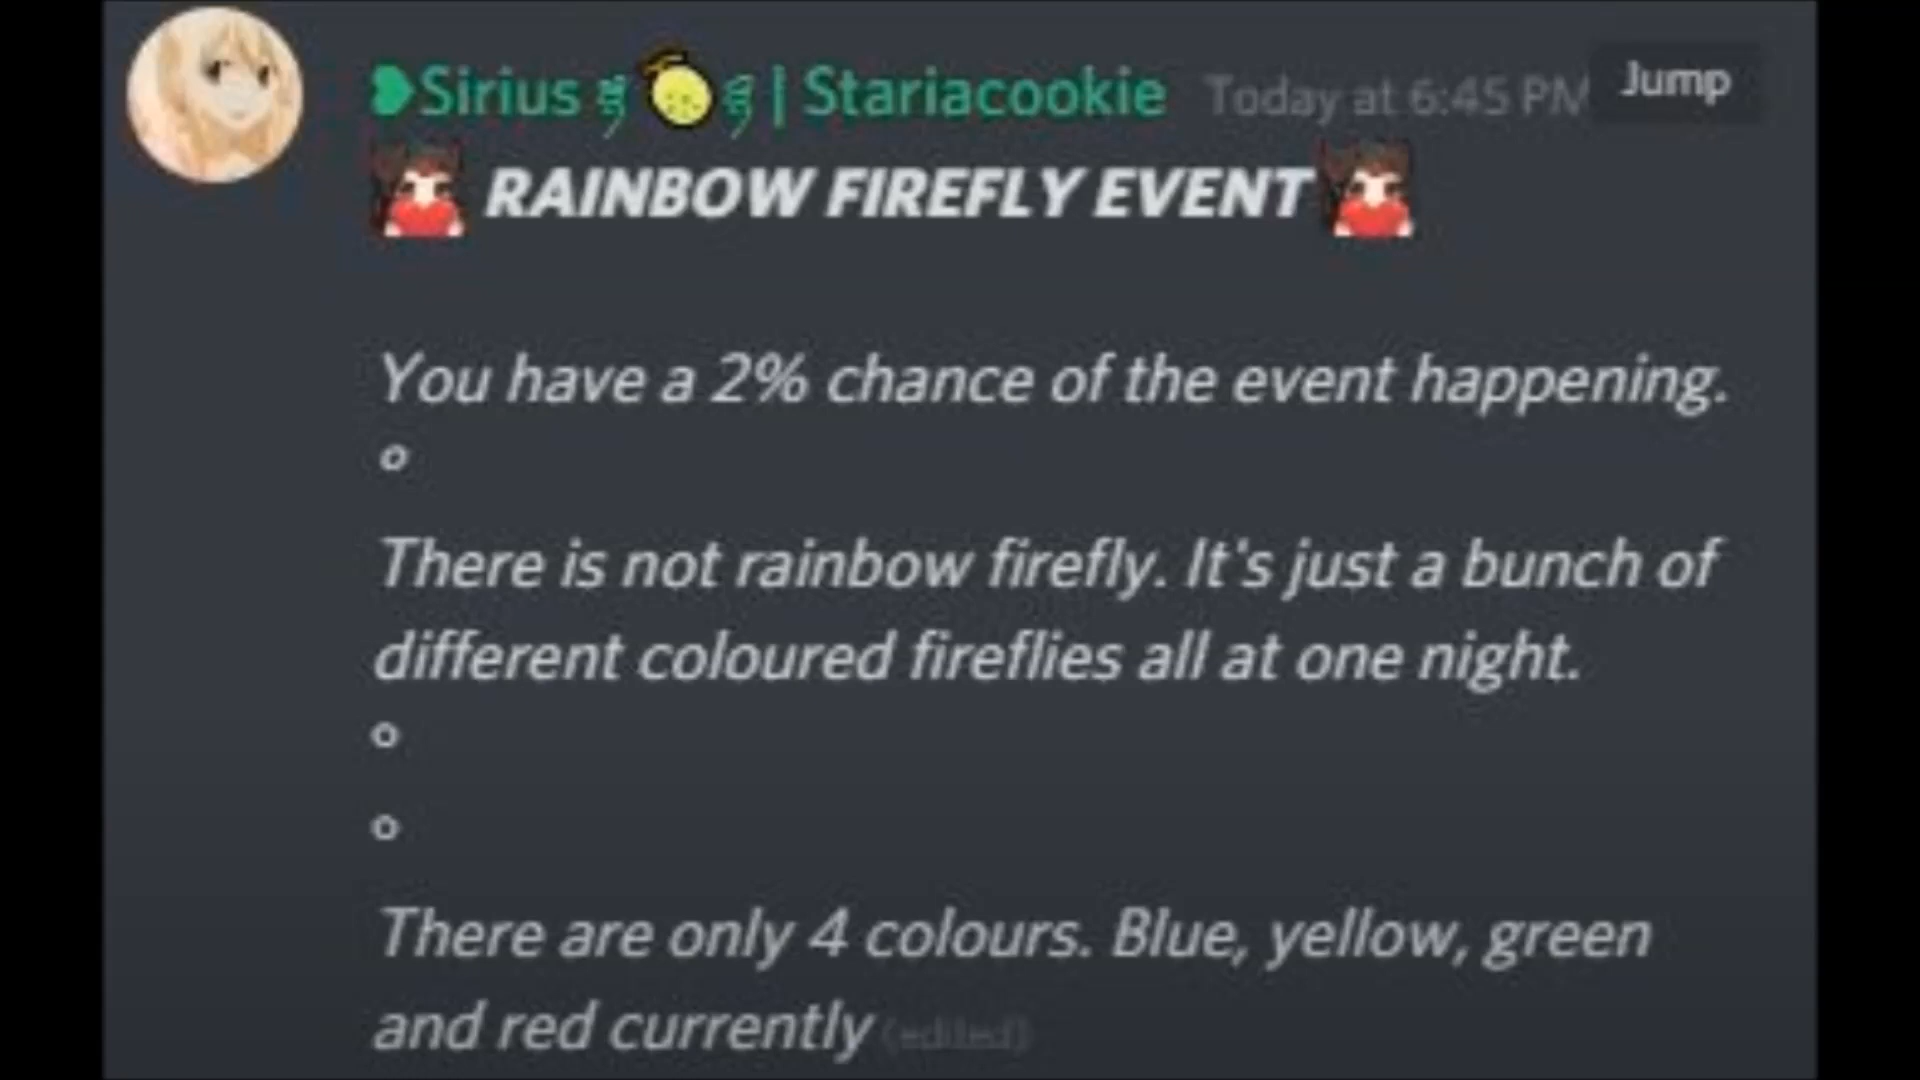 ❥Sirius ༄🍋༄ | Stariacookie Today at 6:45 PM Jump
RAINBOW FIREFLY EVENT
You have a 2% chance of the event happening.
o
There is not rainbow firefly. It's just a bunch of
different coloured fireflies all at one night.
o
o
There are only 4 colours. Blue, yellow, green
and red currently (edited)